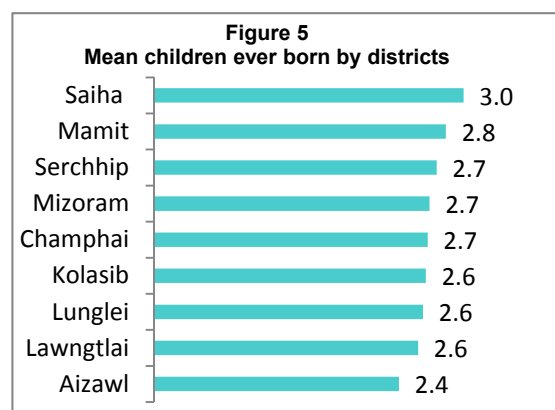 Figure 5
Mean children ever born by districts
Saiha 3.0
Mamit 2.8
Serchhip 2.7
Mizoram 2.7
Champhai 2.7
Kolasib 2.6
Lunglei 2.6
Lawngtlai 2.6
Aizawl 2.4